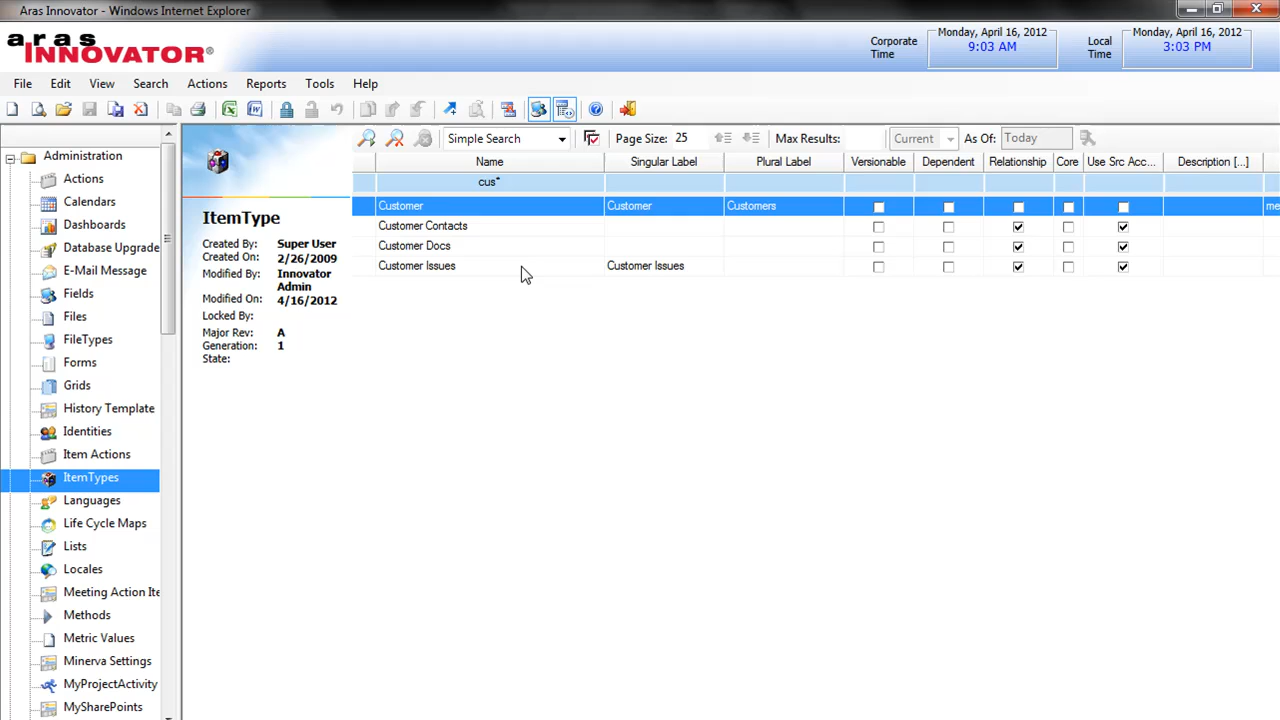 Aras Innovator - Windows Internet Explorer
aras
INNOVATOR®
Corporate Time
Monday, April 16, 2012
9:03 AM
Local Time
Monday, April 16, 2012
3:03 PM
File Edit View Search Actions Reports Tools Help
Simple Search Page Size: 25 Max Results: Current As Of: Today
Administration
Actions
Calendars
Dashboards
Database Upgrade
E-Mail Message
Fields
Files
FileTypes
Forms
Grids
History Template
Identities
Item Actions
ItemTypes
Languages
Life Cycle Maps
Lists
Locales
Meeting Action Ite
Methods
Metric Values
Minerva Settings
MyProjectActivity
MySharePoints
ItemType
Created By: Super User
Created On: 2/26/2009
Modified By: Innovator Admin
Modified On: 4/16/2012
Locked By:
Major Rev: A
Generation: 1
State:
Name Singular Label Plural Label Versionable Dependent Relationship Core Use Src Acc... Description [...]
cus*
Customer Customer Customers me
Customer Contacts
Customer Docs
Customer Issues Customer Issues